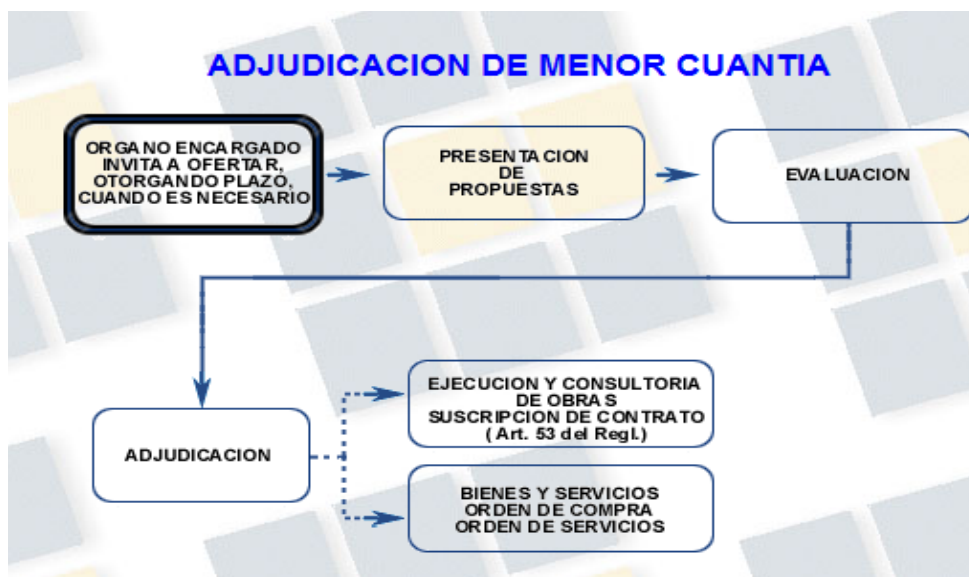 ADJUDICACION DE MENOR CUANTIA
ORGANO ENCARGADO
INVITA A OFERTAR,
OTORGANDO PLAZO,
CUANDO ES NECESARIO
PRESENTACION
DE
PROPUESTAS
EVALUACION
ADJUDICACION
EJECUCION Y CONSULTORIA
DE OBRAS
SUSCRIPCION DE CONTRATO
( Art. 53 del Regl.)
BIENES Y SERVICIOS
ORDEN DE COMPRA
ORDEN DE SERVICIOS